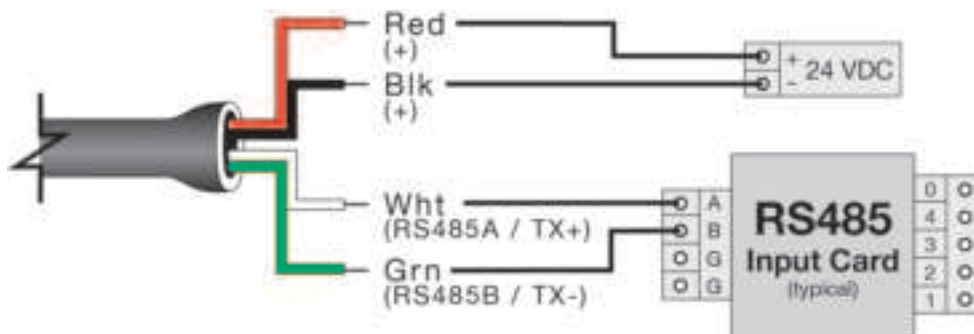 Red
(+)
Blk
(+)
+
-
24 VDC
Wht
(RS485A / TX+)
Grn
(RS485B / TX-)
A
B
G
G
RS485
Input Card
(typical)
0
4
3
2
1